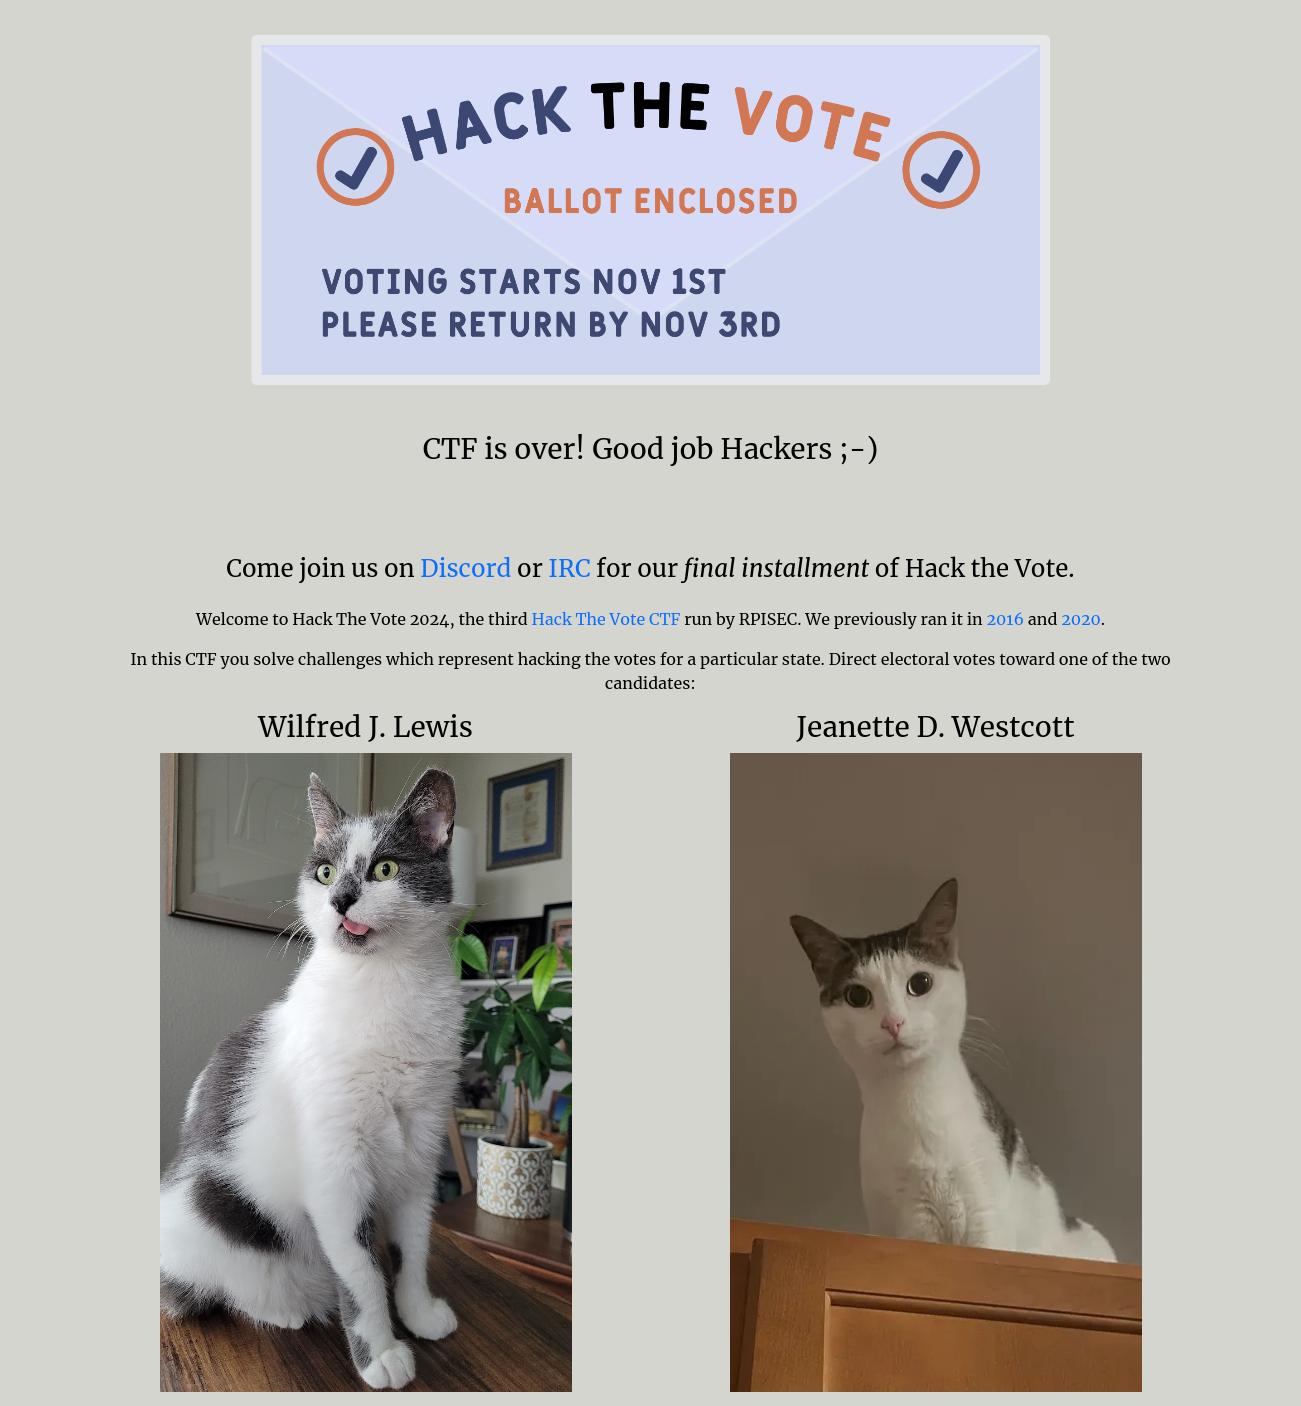 HACK THE VOTE
BALLOT ENCLOSED
VOTING STARTS NOV 1ST
PLEASE RETURN BY NOV 3RD
CTF is over! Good job Hackers ;-)
Come join us on Discord or IRC for our final installment of Hack the Vote.
Welcome to Hack The Vote 2024, the third Hack The Vote CTF run by RPISEC. We previously ran it in 2016 and 2020.
In this CTF you solve challenges which represent hacking the votes for a particular state. Direct electoral votes toward one of the two
candidates:
Wilfred J. Lewis
Jeanette D. Westcott